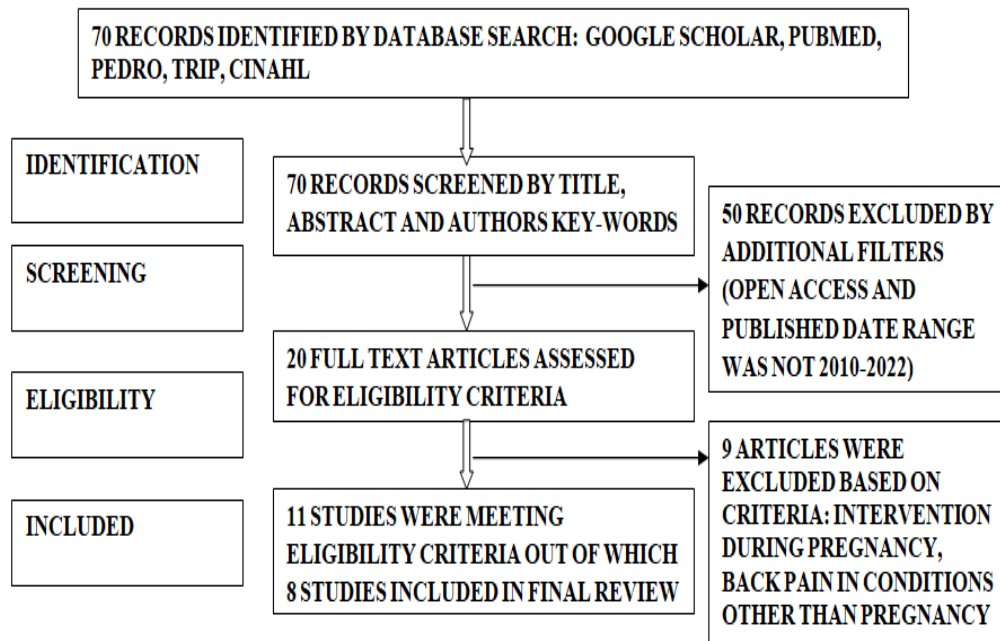 70 RECORDS IDENTIFIED BY DATABASE SEARCH: GOOGLE SCHOLAR, PUBMED,
PEDRO, TRIP, CINAHL
IDENTIFICATION
70 RECORDS SCREENED BY TITLE,
ABSTRACT AND AUTHORS KEY-WORDS
50 RECORDS EXCLUDED BY
ADDITIONAL FILTERS
(OPEN ACCESS AND
PUBLISHED DATE RANGE
WAS NOT 2010-2022)
SCREENING
20 FULL TEXT ARTICLES ASSESSED
FOR ELIGIBILITY CRITERIA
ELIGIBILITY
9 ARTICLES WERE
EXCLUDED BASED ON
CRITERIA: INTERVENTION
DURING PREGNANCY,
BACK PAIN IN CONDITIONS
OTHER THAN PREGNANCY
INCLUDED
11 STUDIES WERE MEETING
ELIGIBILITY CRITERIA OUT OF WHICH
8 STUDIES INCLUDED IN FINAL REVIEW